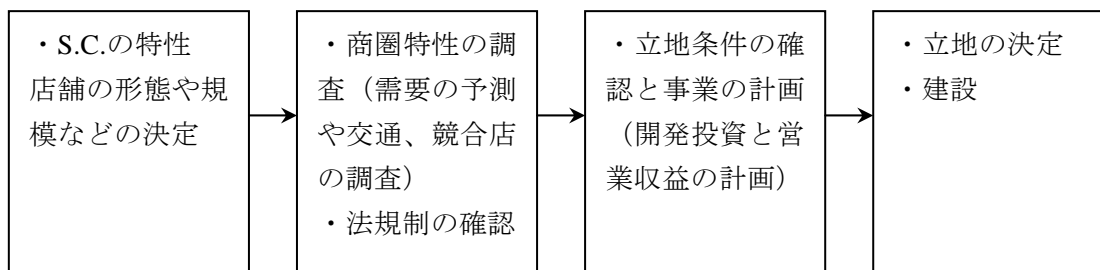 ・S.C.の特性
店舗の形態や規
模などの決定
・商圏特性の調
査（需要の予測
や交通、競合店
の調査）
・法規制の確認
・立地条件の確
認と事業の計画
（開発投資と営
業収益の計画）
・立地の決定
・建設